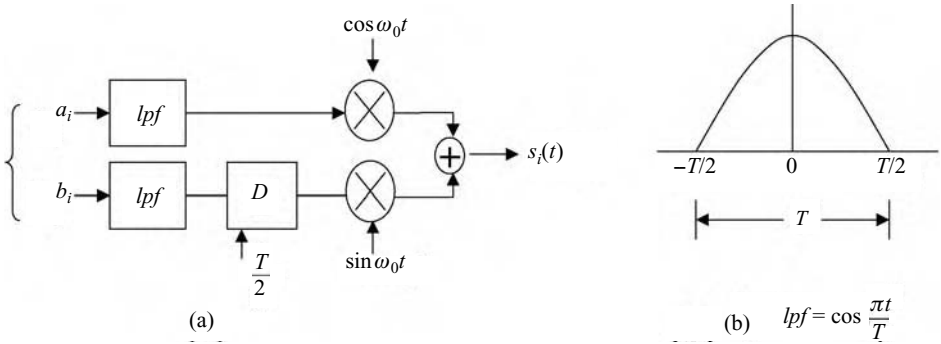 cos ω₀t
aᵢ
lpf
sᵢ(t)
bᵢ
lpf
D
T/2
sin ω₀t
(a)
−T/2
0
T/2
T
(b)
lpf = cos πt/T